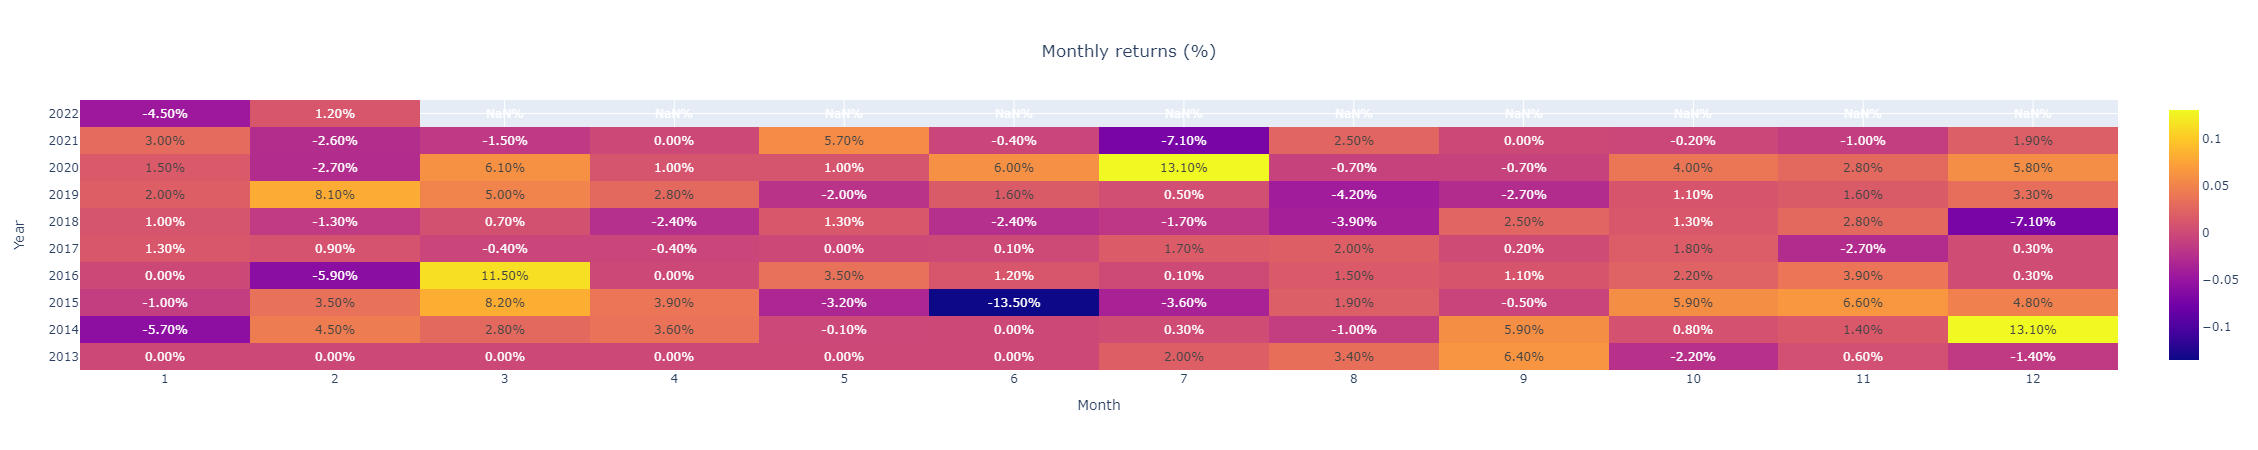 Monthly returns (%)
2022 -4.50% 1.20% NaN% NaN% NaN% NaN% NaN% NaN% NaN% NaN% NaN% NaN%
2021 3.00% -2.60% -1.50% 0.00% 5.70% -0.40% -7.10% 2.50% 0.00% -0.20% -1.00% 1.90%
2020 1.50% -2.70% 6.10% 1.00% 1.00% 6.00% 13.10% -0.70% -0.70% 4.00% 2.80% 5.80%
2019 2.00% 8.10% 5.00% 2.80% -2.00% 1.60% 0.50% -4.20% -2.70% 1.10% 1.60% 3.30%
2018 1.00% -1.30% 0.70% -2.40% 1.30% -2.40% -1.70% -3.90% 2.50% 1.30% 2.80% -7.10%
2017 1.30% 0.90% -0.40% -0.40% 0.00% 0.10% 1.70% 2.00% 0.20% 1.80% -2.70% 0.30%
2016 0.00% -5.90% 11.50% 0.00% 3.50% 1.20% 0.10% 1.50% 1.10% 2.20% 3.90% 0.30%
2015 -1.00% 3.50% 8.20% 3.90% -3.20% -13.50% -3.60% 1.90% -0.50% 5.90% 6.60% 4.80%
2014 -5.70% 4.50% 2.80% 3.60% -0.10% 0.00% 0.30% -1.00% 5.90% 0.80% 1.40% 13.10%
2013 0.00% 0.00% 0.00% 0.00% 0.00% 0.00% 2.00% 3.40% 6.40% -2.20% 0.60% -1.40%
1 2 3 4 5 6 7 8 9 10 11 12
Month
Year
0.1
0.05
0
−0.05
−0.1